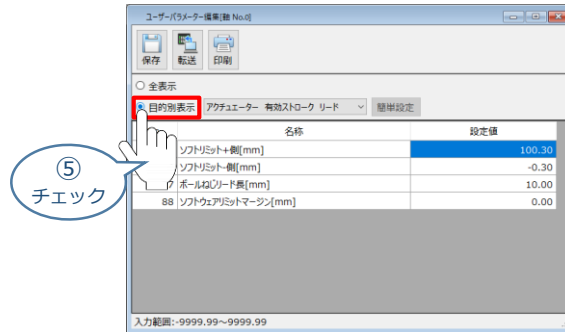 ユーザーパラメーター編集[軸 No.0]
保存 転送 印刷
全表示
目的別表示 アクチュエーター 有効ストローク リード 簡単設定
名称 設定値
ソフトリミット+側[mm] 100.30
ソフトリミット-側[mm] -0.30
7 ボールねじリード長[mm] 10.00
88 ソフトウェアリミットマージン[mm] 0.00
⑤
チェック
入力範囲:-9999.99～9999.99